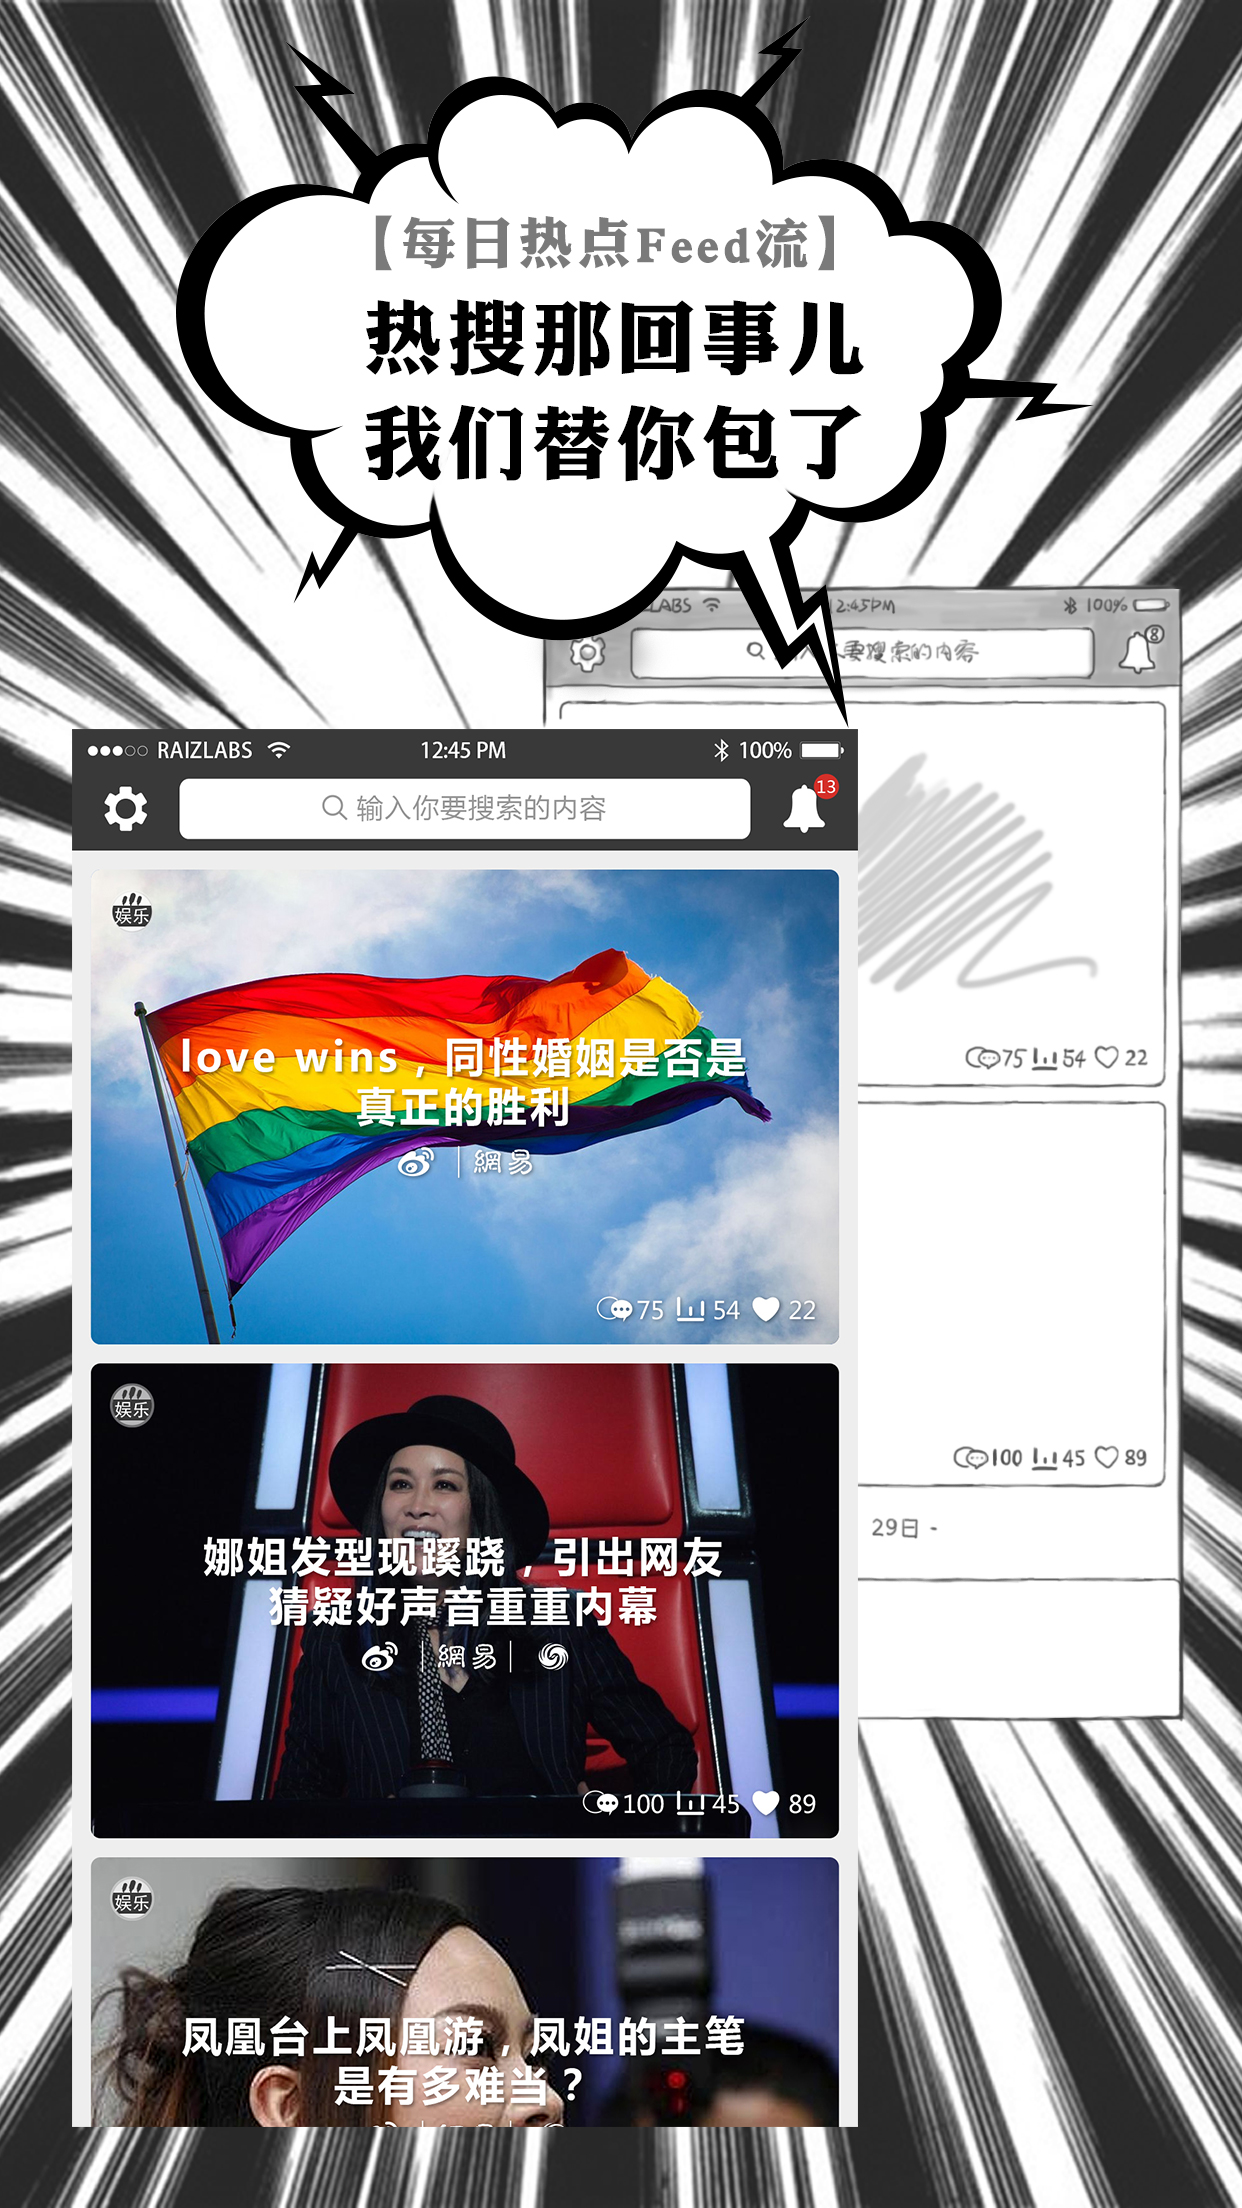 【每日热点Feed流】
热搜那回事儿
我们替你包了
LABS 12:45PM 100%
要搜索的内容 8
RAIZLABS 12:45 PM 100%
输入你要搜索的内容 13
娱乐
love wins，同性婚姻是否是
真正的胜利
網易
75 54 22
75 54 22
娱乐
娜姐发型现蹊跷，引出网友
猜疑好声音重重内幕
網易
100 45 89
100 45 89
29日 -
娱乐
凤凰台上凤凰游，凤姐的主笔
是有多难当？